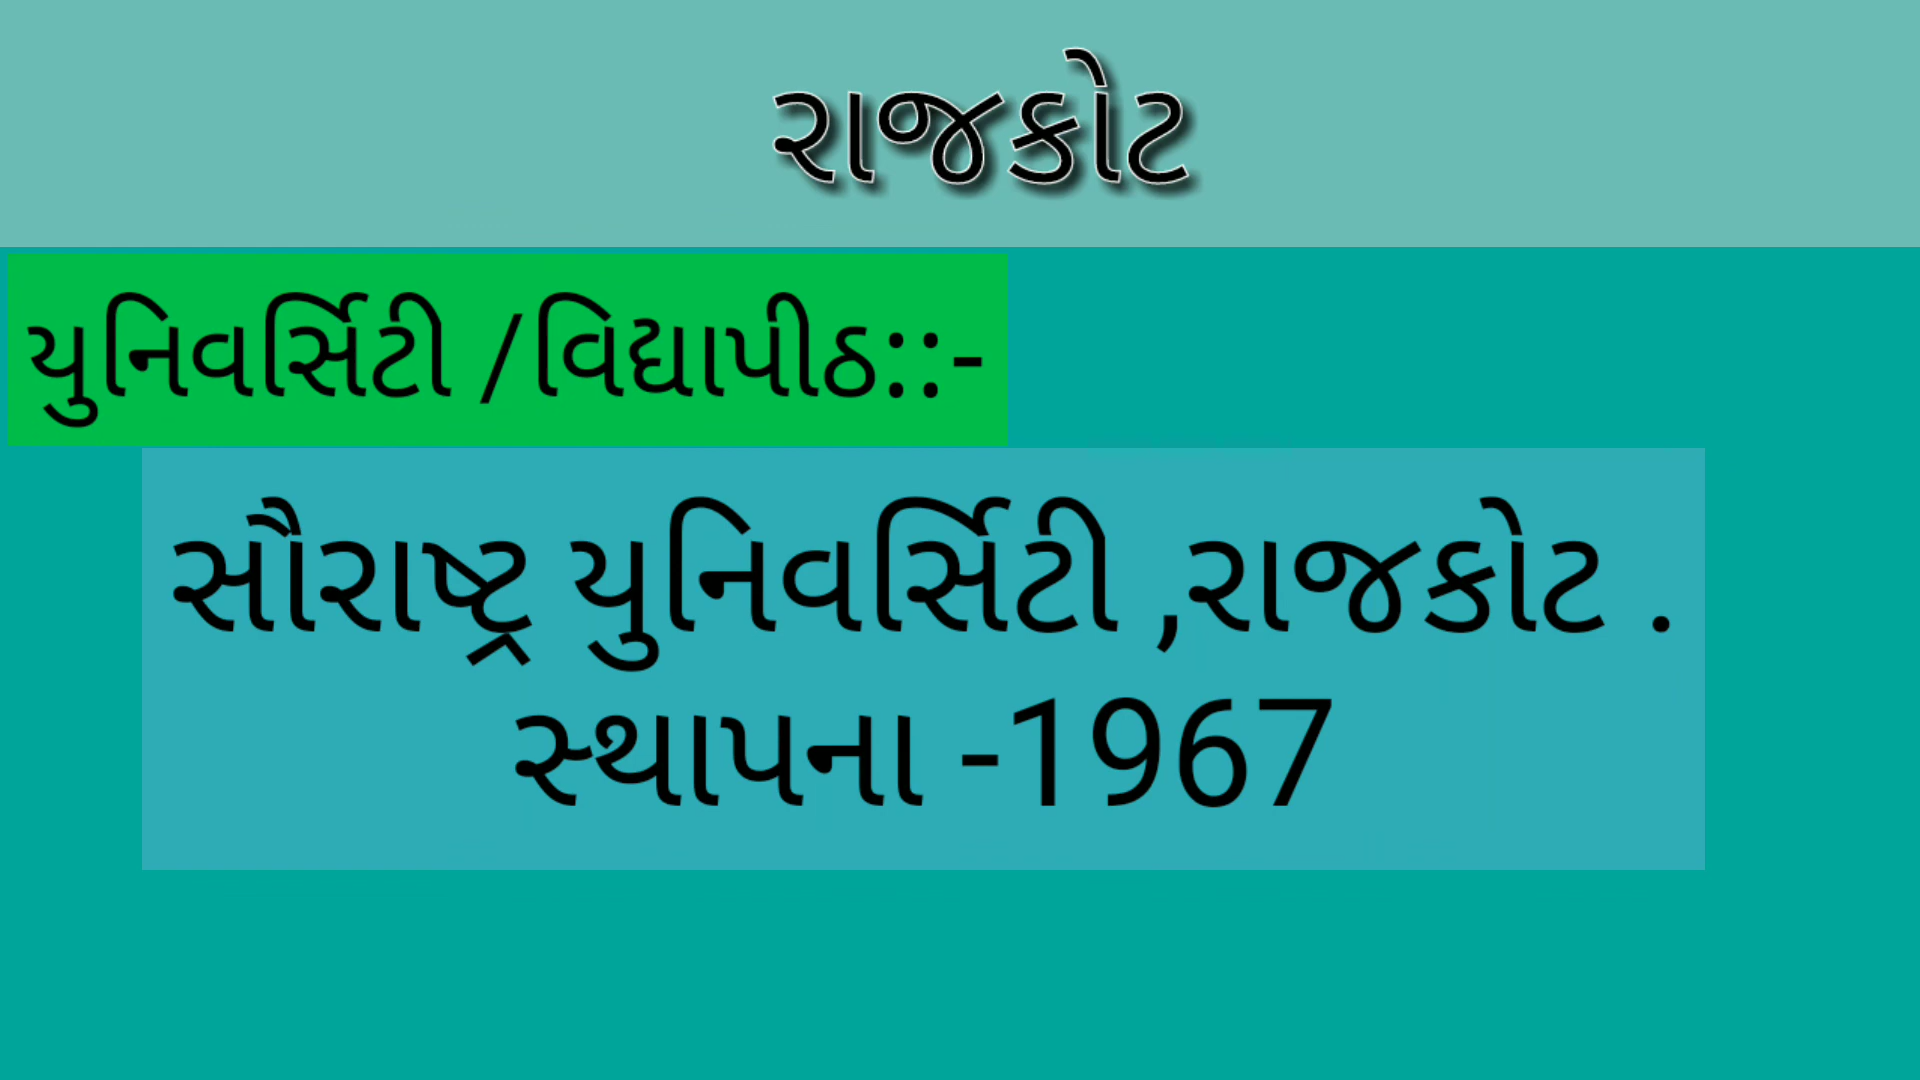 રાજકોટ
યુનિવર્સિટી /વિદ્યાપીઠ::-
સૌરાષ્ટ્ર યુનિવર્સિટી ,રાજકોટ .
સ્થાપના -1967